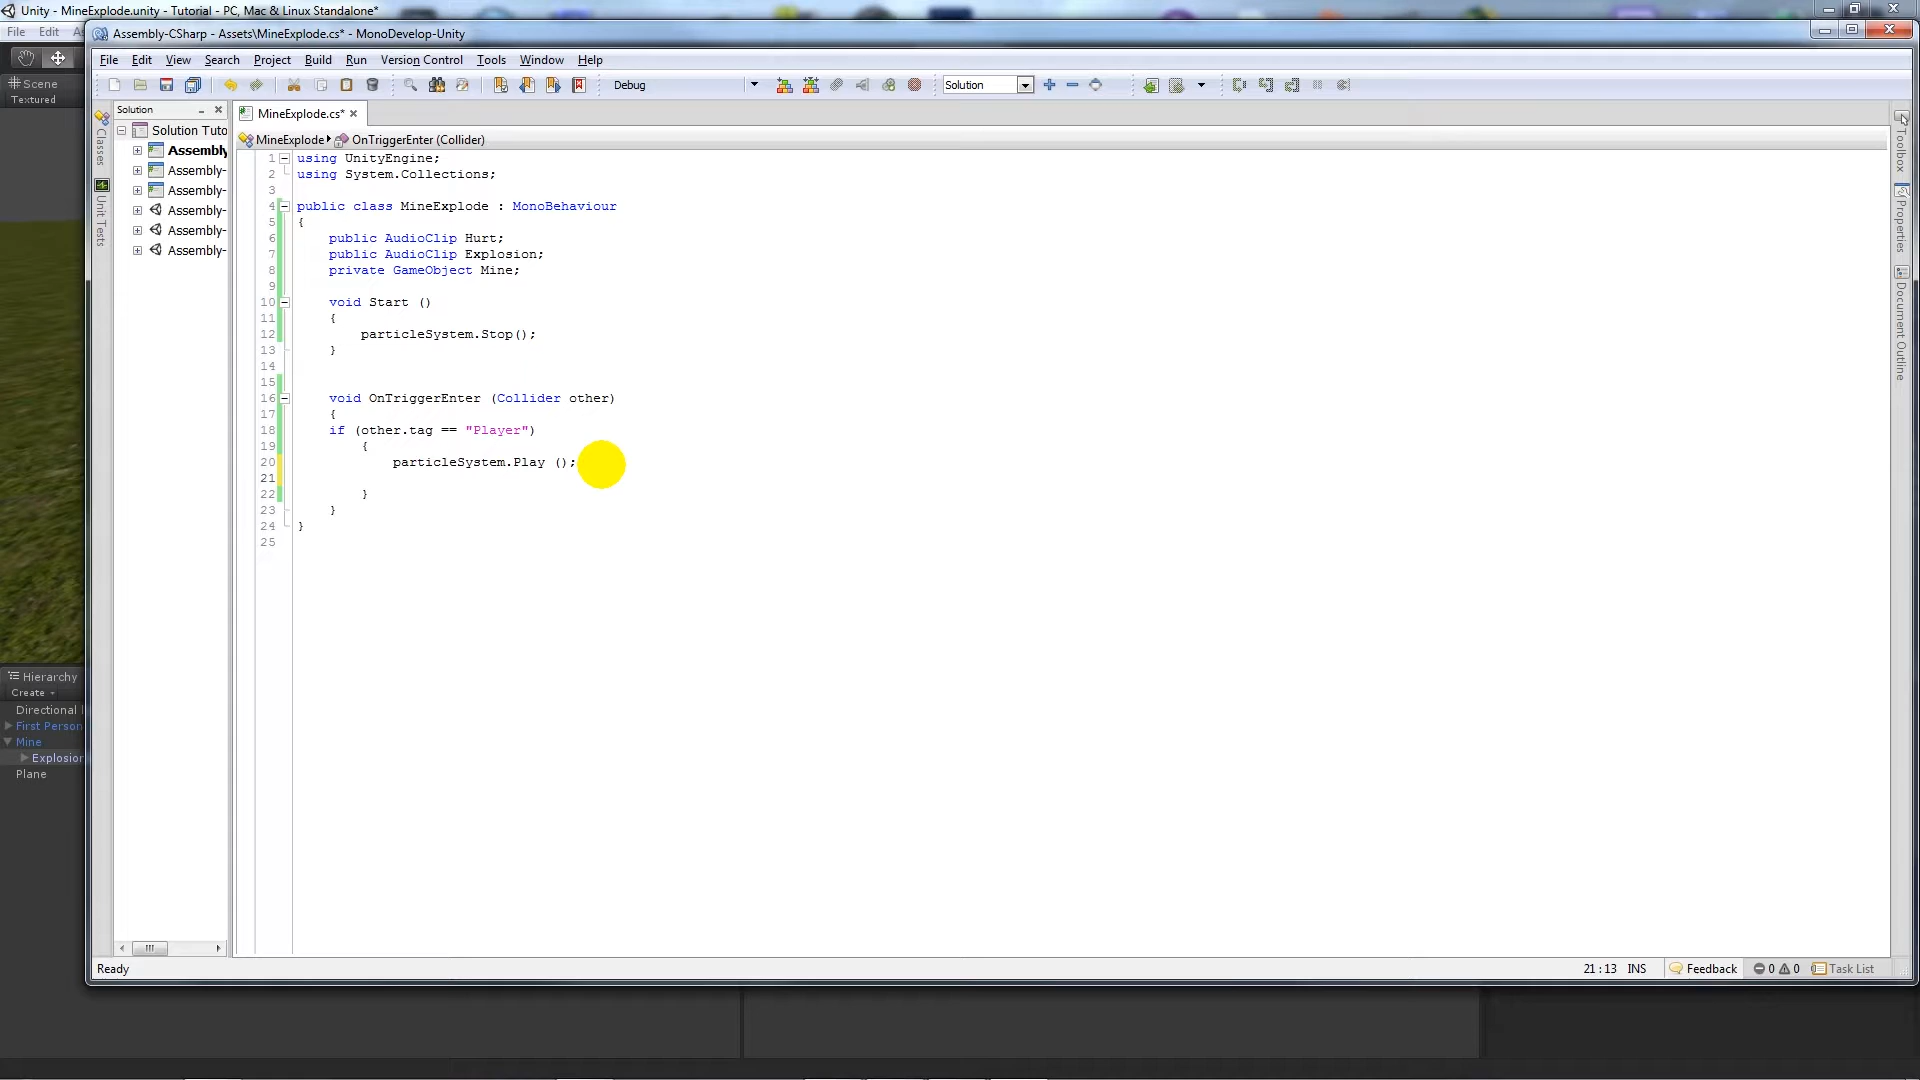 Unity - MineExplode.unity - Tutorial - PC, Mac & Linux Standalone*
File Edit
Assembly-CSharp - Assets\MineExplode.cs* - MonoDevelop-Unity
File Edit View Search Project Build Run Version Control Tools Window Help
Debug
Solution
Scene
Textured
Solution
MineExplode.cs*
Solution Tuto
Assembly
Assembly-
Assembly-
Assembly-
Assembly-
Assembly-
Classes
Unit Tests
MineExplode OnTriggerEnter (Collider)
1 using UnityEngine;
2 using System.Collections;
3
4 public class MineExplode : MonoBehaviour
5 {
6 public AudioClip Hurt;
7 public AudioClip Explosion;
8 private GameObject Mine;
9
10 void Start ()
11 {
12 particleSystem.Stop();
13 }
14
15
16 void OnTriggerEnter (Collider other)
17 {
18 if (other.tag == "Player")
19 {
20 particleSystem.Play ();
21
22 }
23 }
24 }
25
Toolbox
Properties
Document Outline
Hierarchy
Create
Directional
First Person
Mine
Explosion
Plane
Ready
21 : 13 INS
Feedback
0 0
Task List